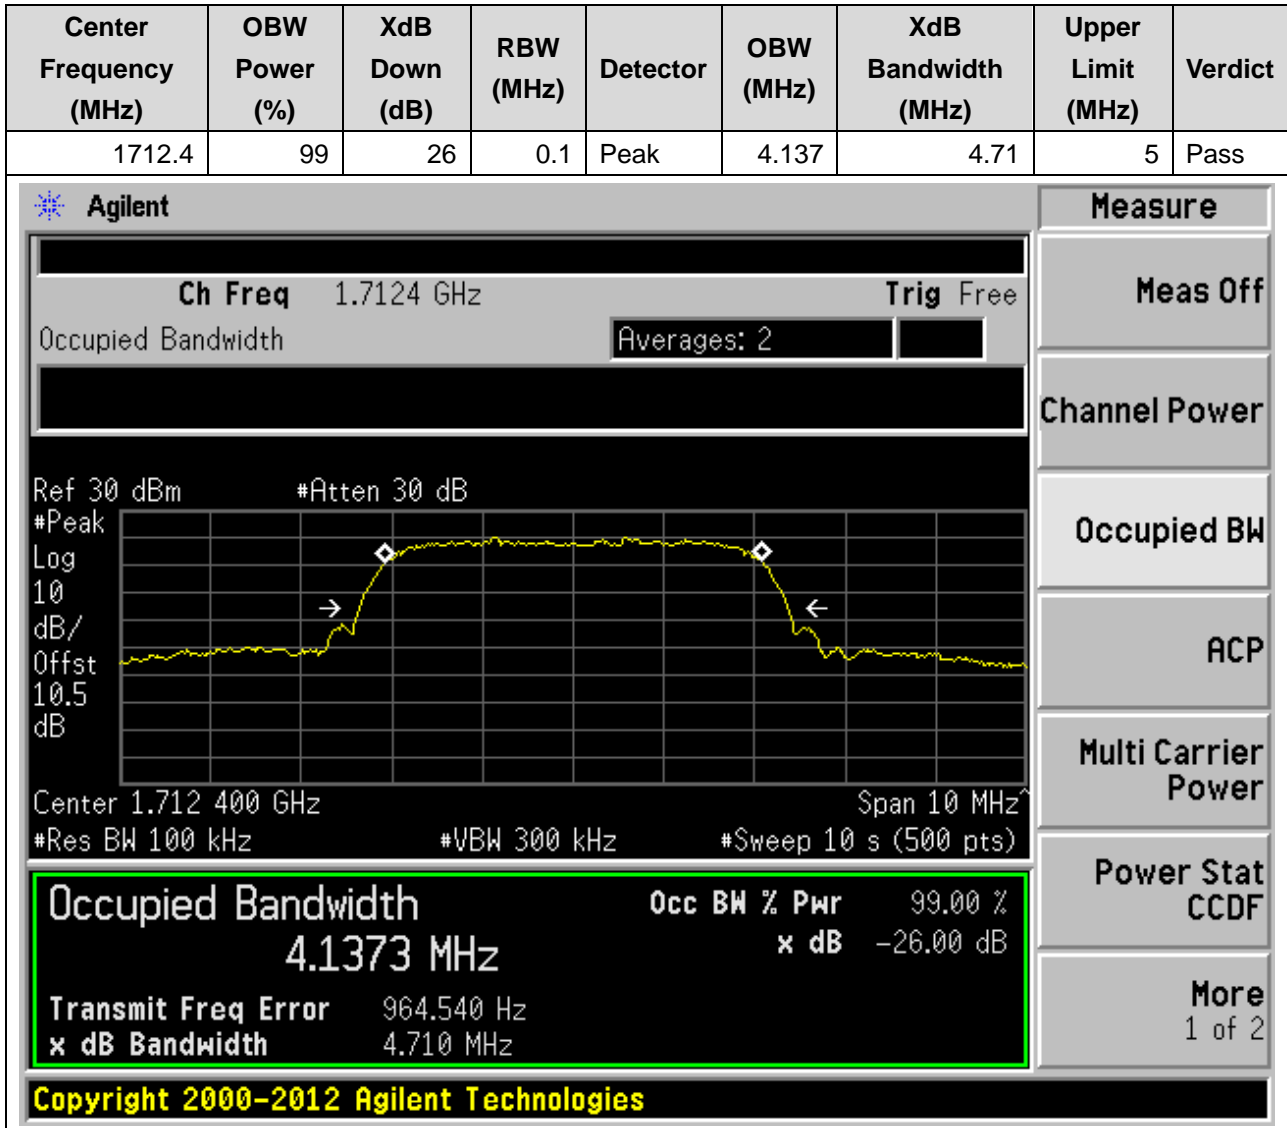 Center Frequency (MHz) OBW Power (%) XdB Down (dB) RBW (MHz) Detector OBW (MHz) XdB Bandwidth (MHz) Upper Limit (MHz) Verdict
1712.4 99 26 0.1 Peak 4.137 4.71 5 Pass
Agilent
Measure
Ch Freq 1.7124 GHz Trig Free
Meas Off
Occupied Bandwidth Averages: 2
Channel Power
Ref 30 dBm #Atten 30 dB
#Peak
Log
10
dB/
Offst
10.5
dB
Occupied BW
ACP
Multi Carrier
Power
Center 1.712 400 GHz Span 10 MHz^
#Res BW 100 kHz #VBW 300 kHz #Sweep 10 s (500 pts)
Power Stat
CCDF
Occupied Bandwidth Occ BW % Pwr 99.00 %
4.1373 MHz x dB -26.00 dB
More
1 of 2
Transmit Freq Error 964.540 Hz
x dB Bandwidth 4.710 MHz
Copyright 2000-2012 Agilent Technologies